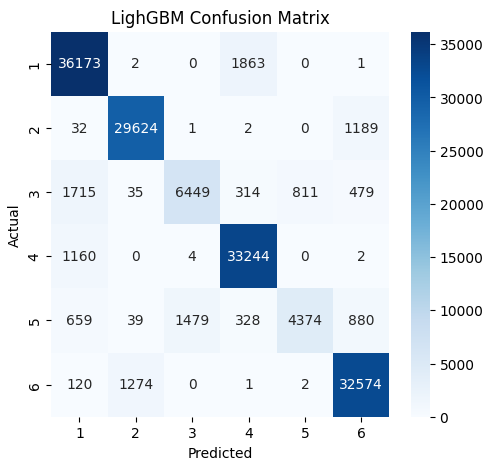 LighGBM Confusion Matrix
1 36173 2 0 1863 0 1
2 32 29624 1 2 0 1189
3 1715 35 6449 314 811 479
4 1160 0 4 33244 0 2
5 659 39 1479 328 4374 880
6 120 1274 0 1 2 32574
1 2 3 4 5 6
Predicted
Actual
35000
30000
25000
20000
15000
10000
5000
0